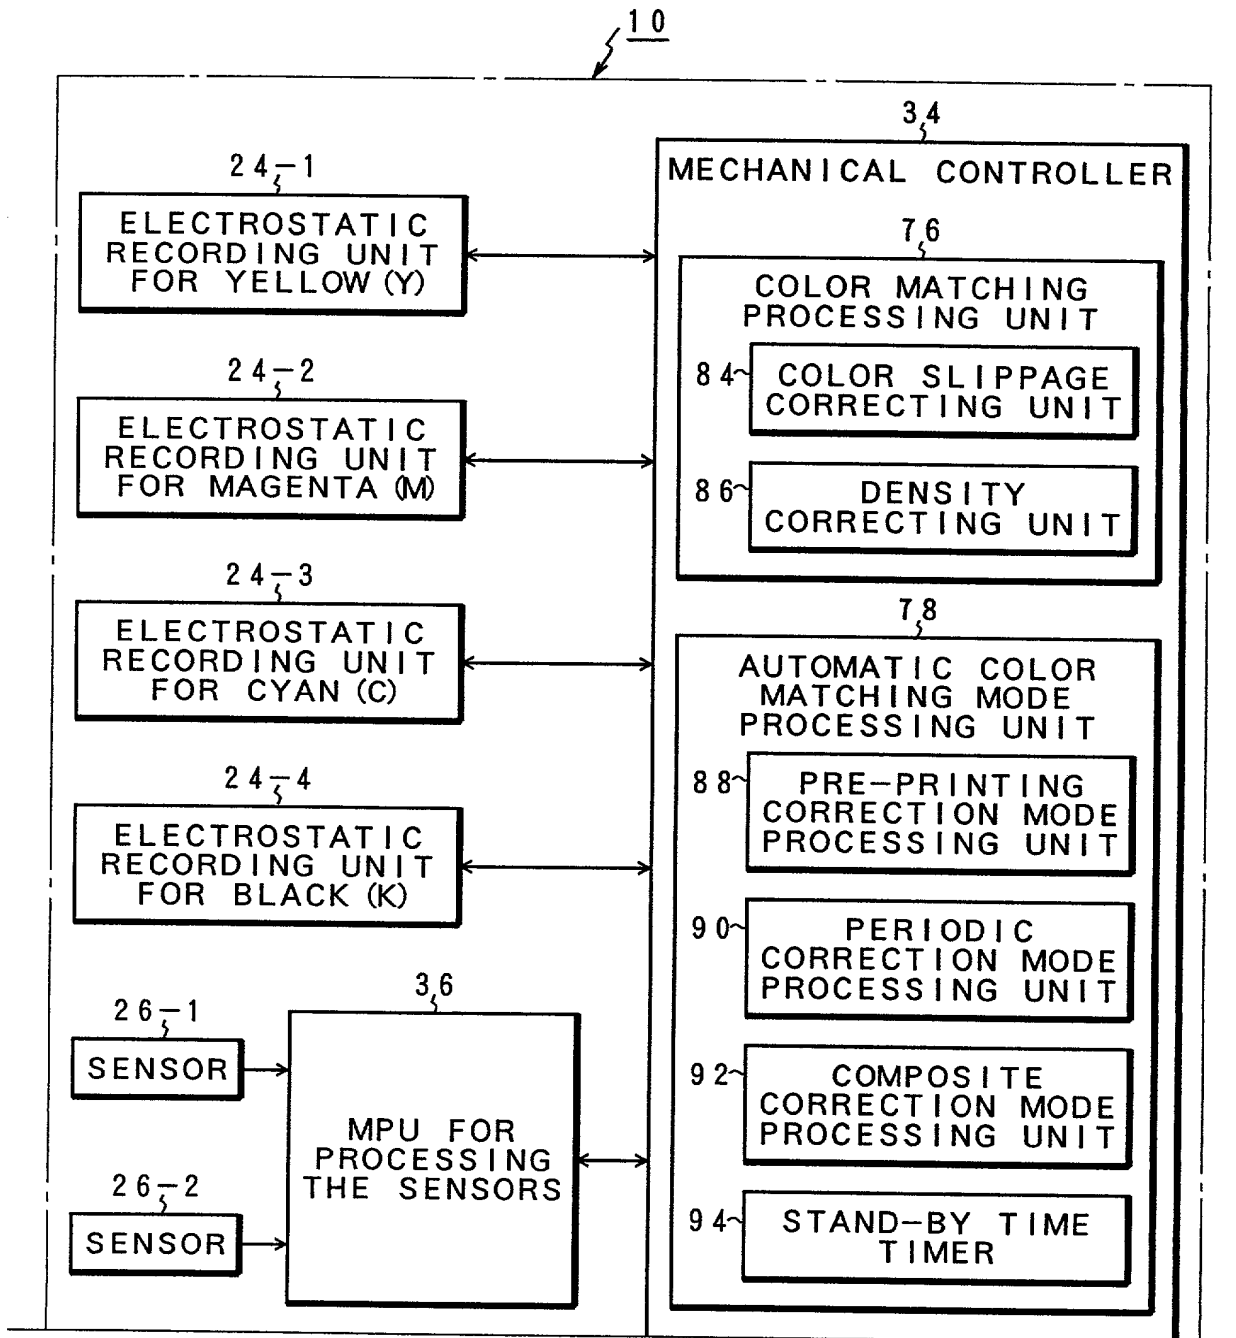 10
34
MECHANICAL CONTROLLER
24-1
ELECTROSTATIC
RECORDING UNIT
FOR YELLOW (Y)
24-2
ELECTROSTATIC
RECORDING UNIT
FOR MAGENTA (M)
24-3
ELECTROSTATIC
RECORDING UNIT
FOR CYAN (C)
24-4
ELECTROSTATIC
RECORDING UNIT
FOR BLACK (K)
26-1
SENSOR
26-2
SENSOR
36
MPU FOR
PROCESSING
THE SENSORS
76
COLOR MATCHING
PROCESSING UNIT
84
COLOR SLIPPAGE
CORRECTING UNIT
86
DENSITY
CORRECTING UNIT
78
AUTOMATIC COLOR
MATCHING MODE
PROCESSING UNIT
88
PRE-PRINTING
CORRECTION MODE
PROCESSING UNIT
90
PERIODIC
CORRECTION MODE
PROCESSING UNIT
92
COMPOSITE
CORRECTION MODE
PROCESSING UNIT
94
STAND-BY TIME
TIMER